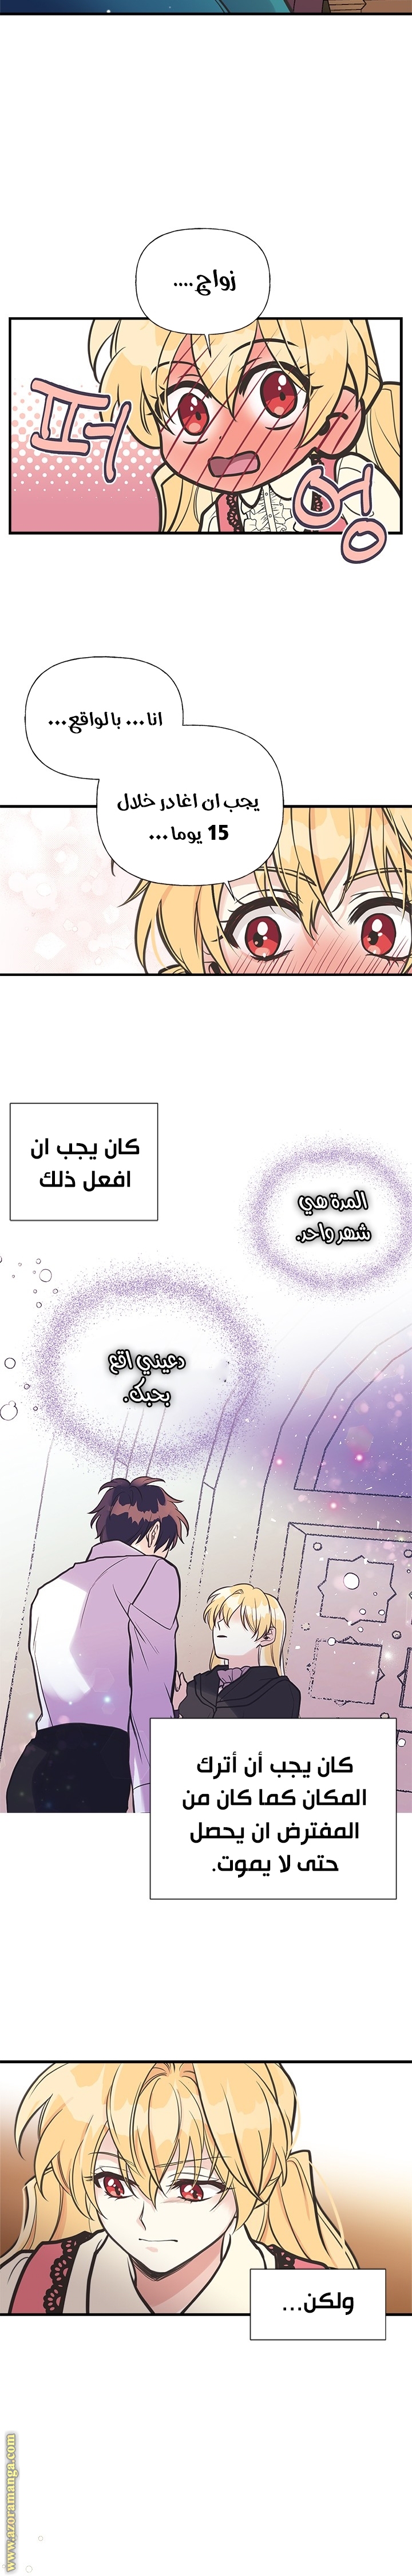 زواج....
퍼엉
انا... بالواقع...
يجب ان اغادر خلال
15 يوما...
كان يجب ان
افعل ذلك
المدة هي
شهر واحد.
دعيني اقع
بحبك.
كان يجب أن أترك
المكان كما كان من
المفترض ان يحصل
حتى لا يموت.
ولكن...
www.azoramanga.com